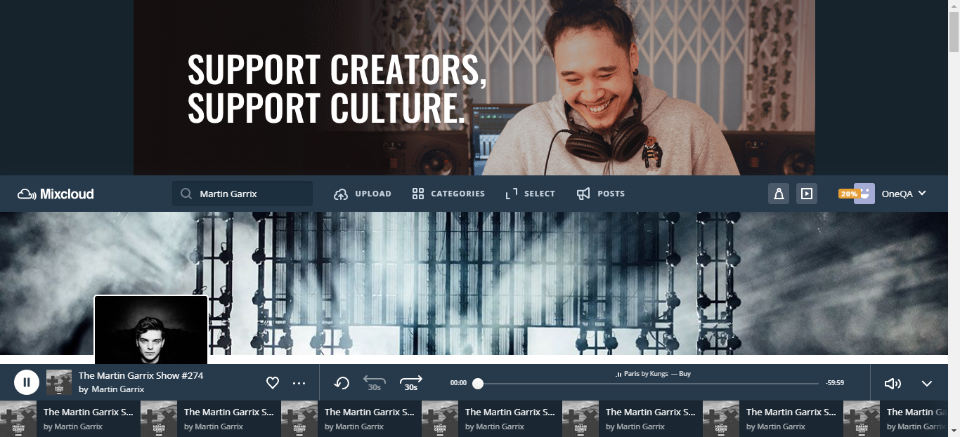 SUPPORT CREATORS,
SUPPORT CULTURE.
Mixcloud
Martin Garrix
UPLOAD
CATEGORIES
SELECT
POSTS
20%
OneQA
The Martin Garrix Show #274
by Martin Garrix
30s
30s
00:00
Paris by Kungs — Buy
-59:59
The Martin Garrix S...
by Martin Garrix
The Martin Garrix S...
by Martin Garrix
The Martin Garrix S...
by Martin Garrix
The Martin Garrix S...
by Martin Garrix
The Martin Garrix S...
by Martin Garrix
The Martin Garrix S...
by Martin Garrix
The Martin G
by Martin Garrix